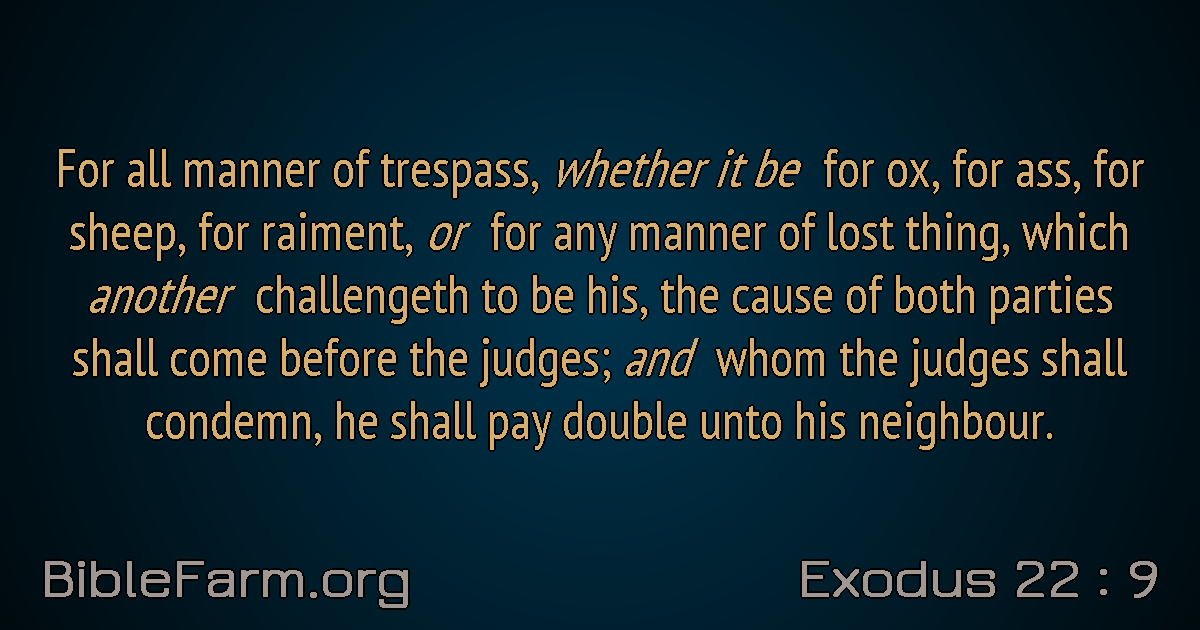 For all manner of trespass, whether it be for ox, for ass, for
sheep, for raiment, or for any manner of lost thing, which
another challengeth to be his, the cause of both parties
shall come before the judges; and whom the judges shall
condemn, he shall pay double unto his neighbour.
BibleFarm.org
Exodus 22 : 9